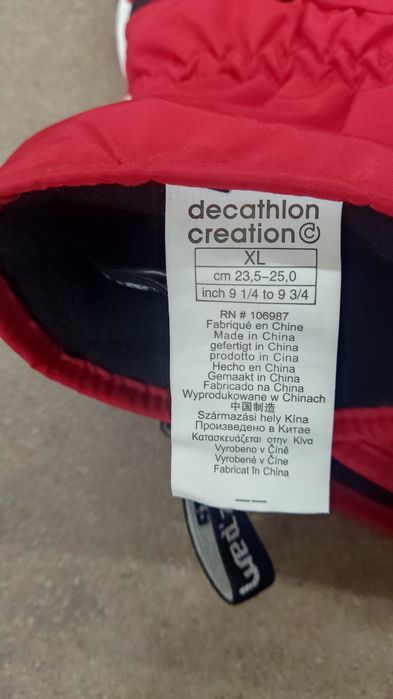 decathlon
creation ©
XL
cm 23,5-25,0
inch 9 1/4 to 9 3/4
RN # 106987
Fabriqué en Chine
Made in China
gefertigt in China
prodotto in Cina
Hecho en China
Gemaakt in China
Fabricado na China
Wyprodukowane w Chinach
中国制造
Származási hely Kína
Произведено в Китае
Κατασκευάζεται στην Κίνα
Vyrobeno v Číně
Vyrobené v Číne
Fabricat în China